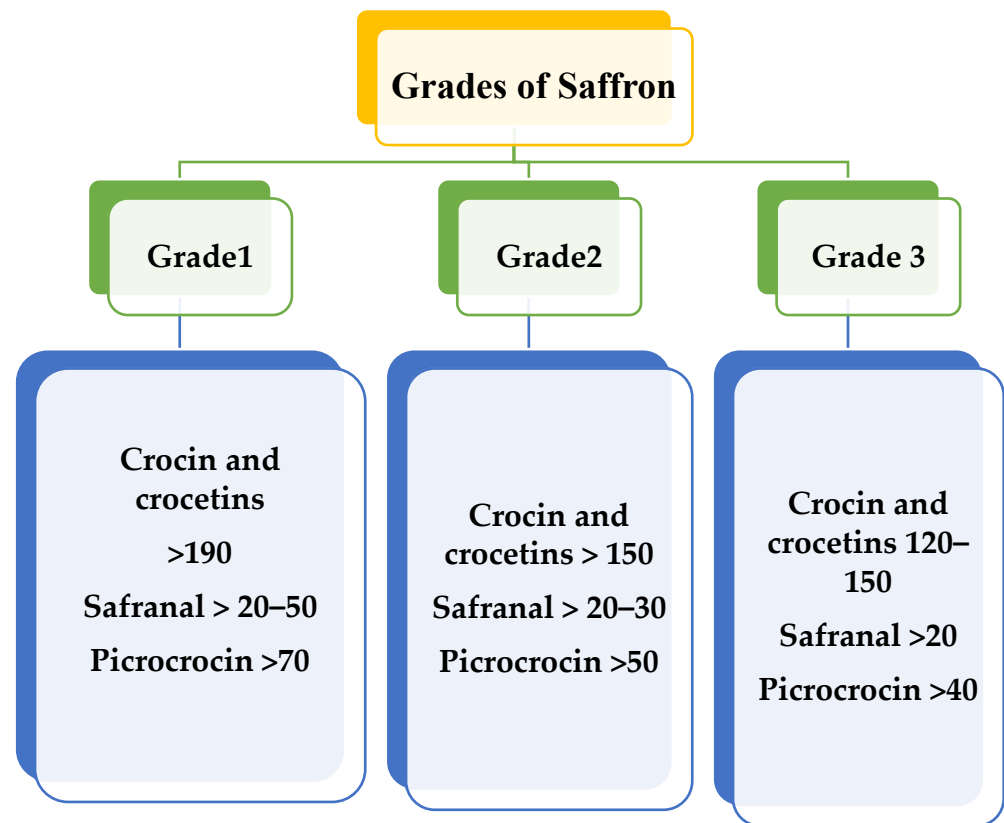 Grades of Saffron
Grade1
Grade2
Grade 3
Crocin and
crocetins
>190
Safranal > 20–50
Picrocrocin >70
Crocin and
crocetins > 150
Safranal > 20–30
Picrocrocin >50
Crocin and
crocetins 120–
150
Safranal >20
Picrocrocin >40